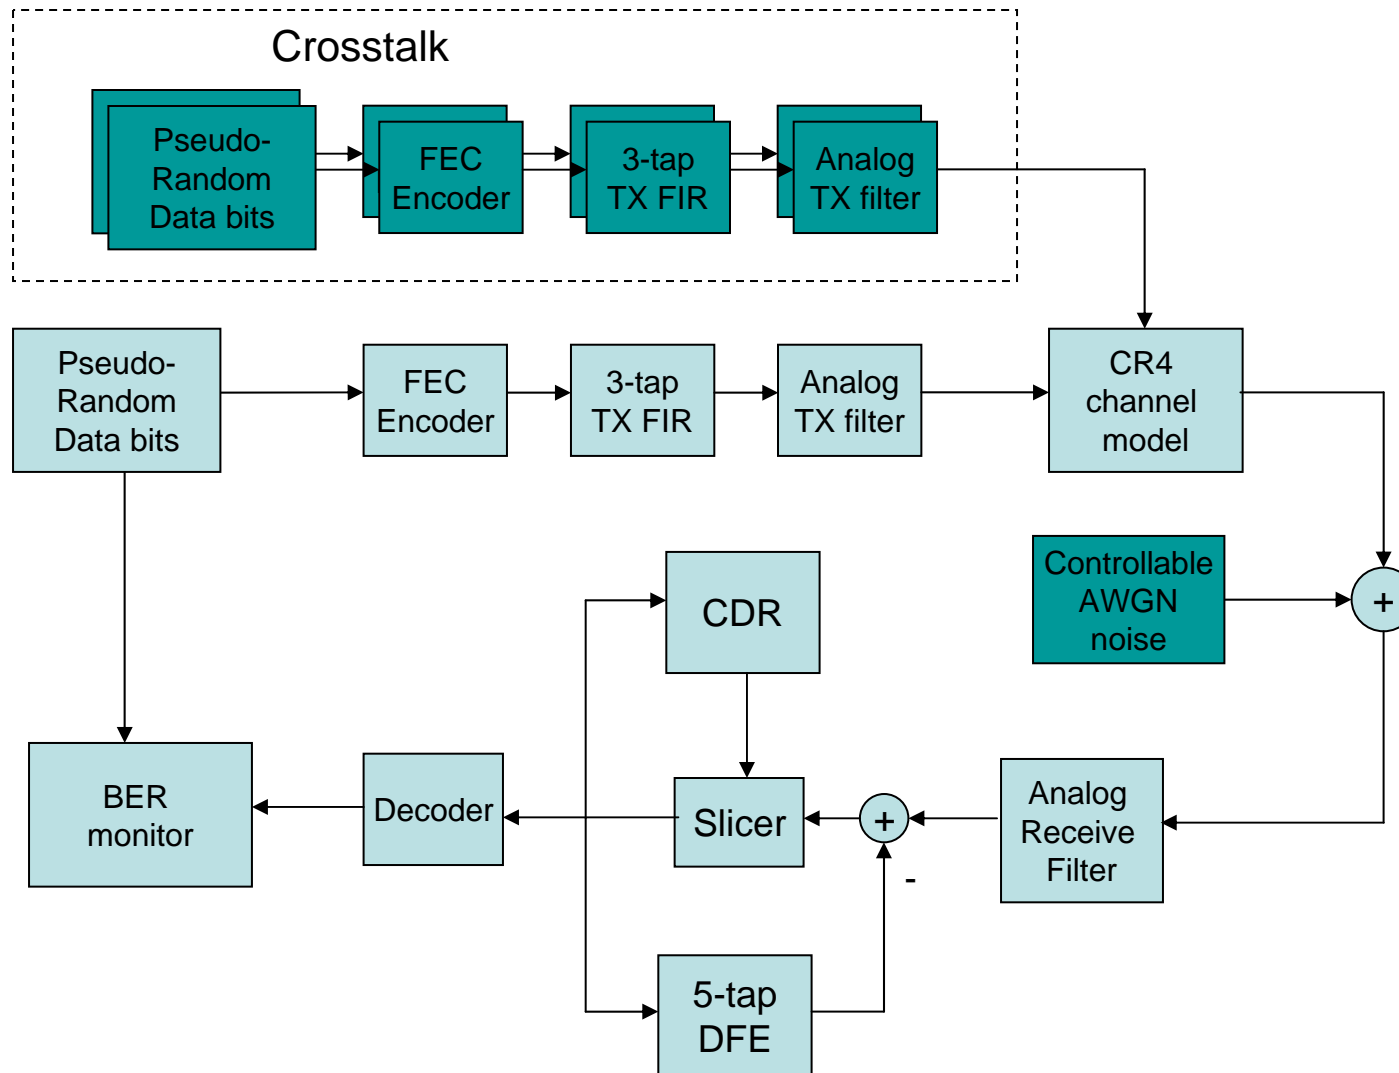 Crosstalk
Pseudo-
Random
Data bits
FEC
Encoder
3-tap
TX FIR
Analog
TX filter
Pseudo-
Random
Data bits
FEC
Encoder
3-tap
TX FIR
Analog
TX filter
CR4
channel
model
Controllable
AWGN
noise
+
CDR
BER
monitor
Decoder
Slicer
+
-
Analog
Receive
Filter
5-tap
DFE